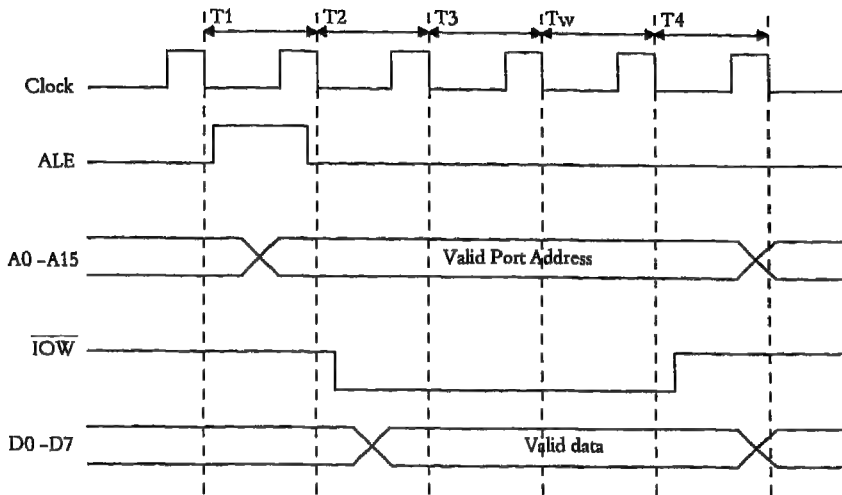 T1 T2 T3 Tw T4
Clock
ALE
A0 -A15 Valid Port Address
IOW
D0 -D7 Valid data